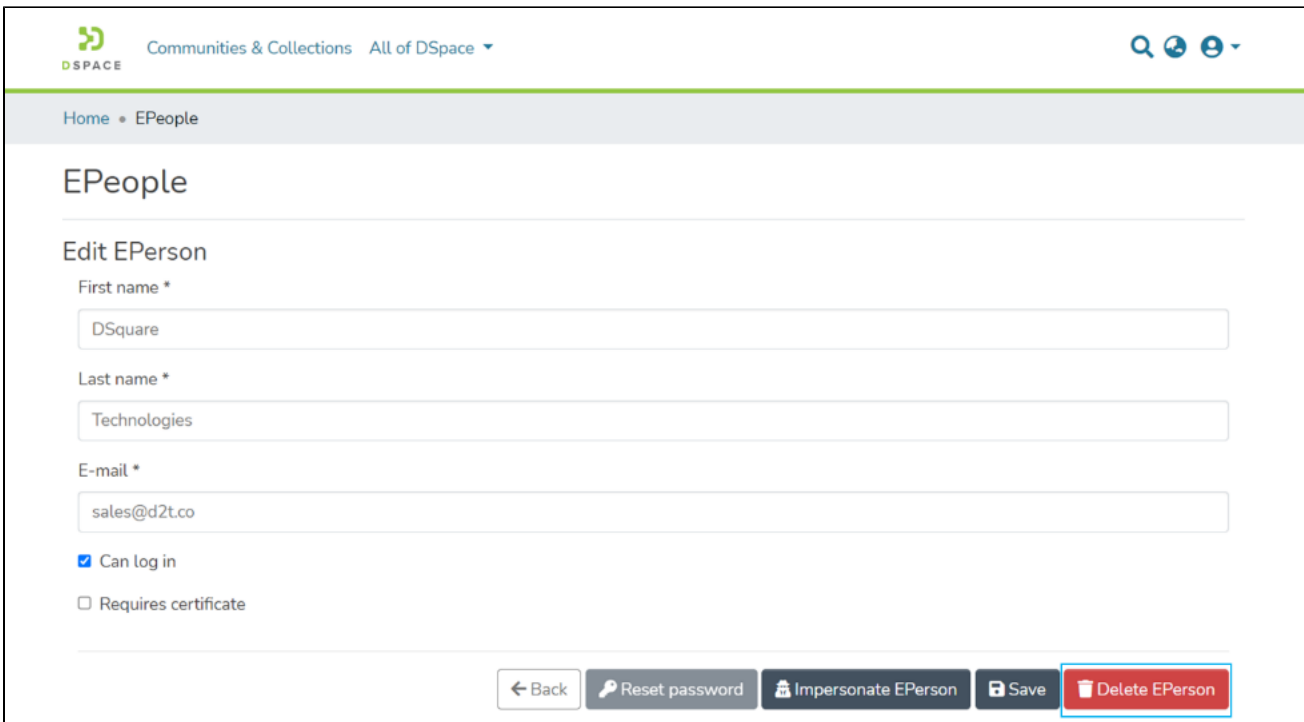 DSPACE
Communities & Collections All of DSpace
Home • EPeople
EPeople
Edit EPerson
First name *
DSquare
Last name *
Technologies
E-mail *
sales@d2t.co
Can log in
Requires certificate
Back Reset password Impersonate EPerson Save Delete EPerson